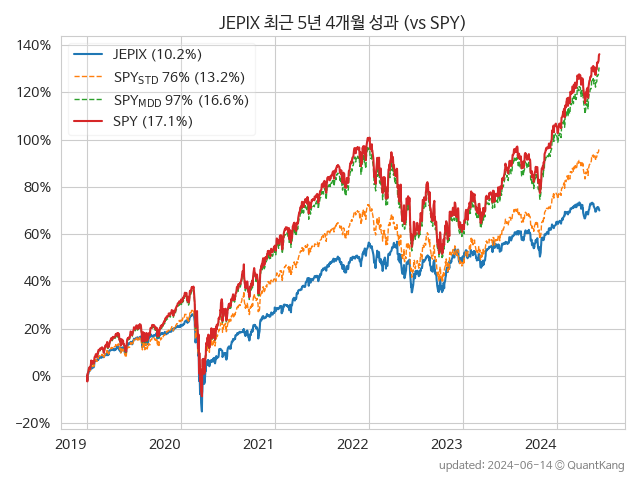 JEPIX 최근 5년 4개월 성과 (vs SPY)
140%
120%
100%
80%
60%
40%
20%
0%
−20%
JEPIX (10.2%)
SPY_STD 76% (13.2%)
SPY_MDD 97% (16.6%)
SPY (17.1%)
2019 2020 2021 2022 2023 2024
updated: 2024-06-14 © QuantKang